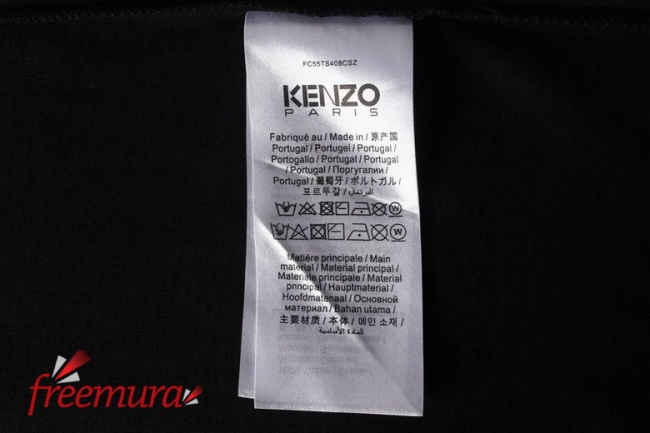 FC55TS408CSZ
KENZO
PARIS
Fabriqué au / Made in / 原产国
Portugal / Portugel / Portugal /
Portogallo / Portugal / Portugal
/ Portugal / Португалии /
Portugal / 葡萄牙 / ポルトガル /
포르투갈 / البرتغال
Matière principale / Main
material / Material principal /
Materiale principale /
Material principal / Hauptmaterial /
Hoofdmateriaal / Основной
материал / Bahan utama /
主要材质 / 本体 / 메인 소재 /
المادة الأساسية
freemura